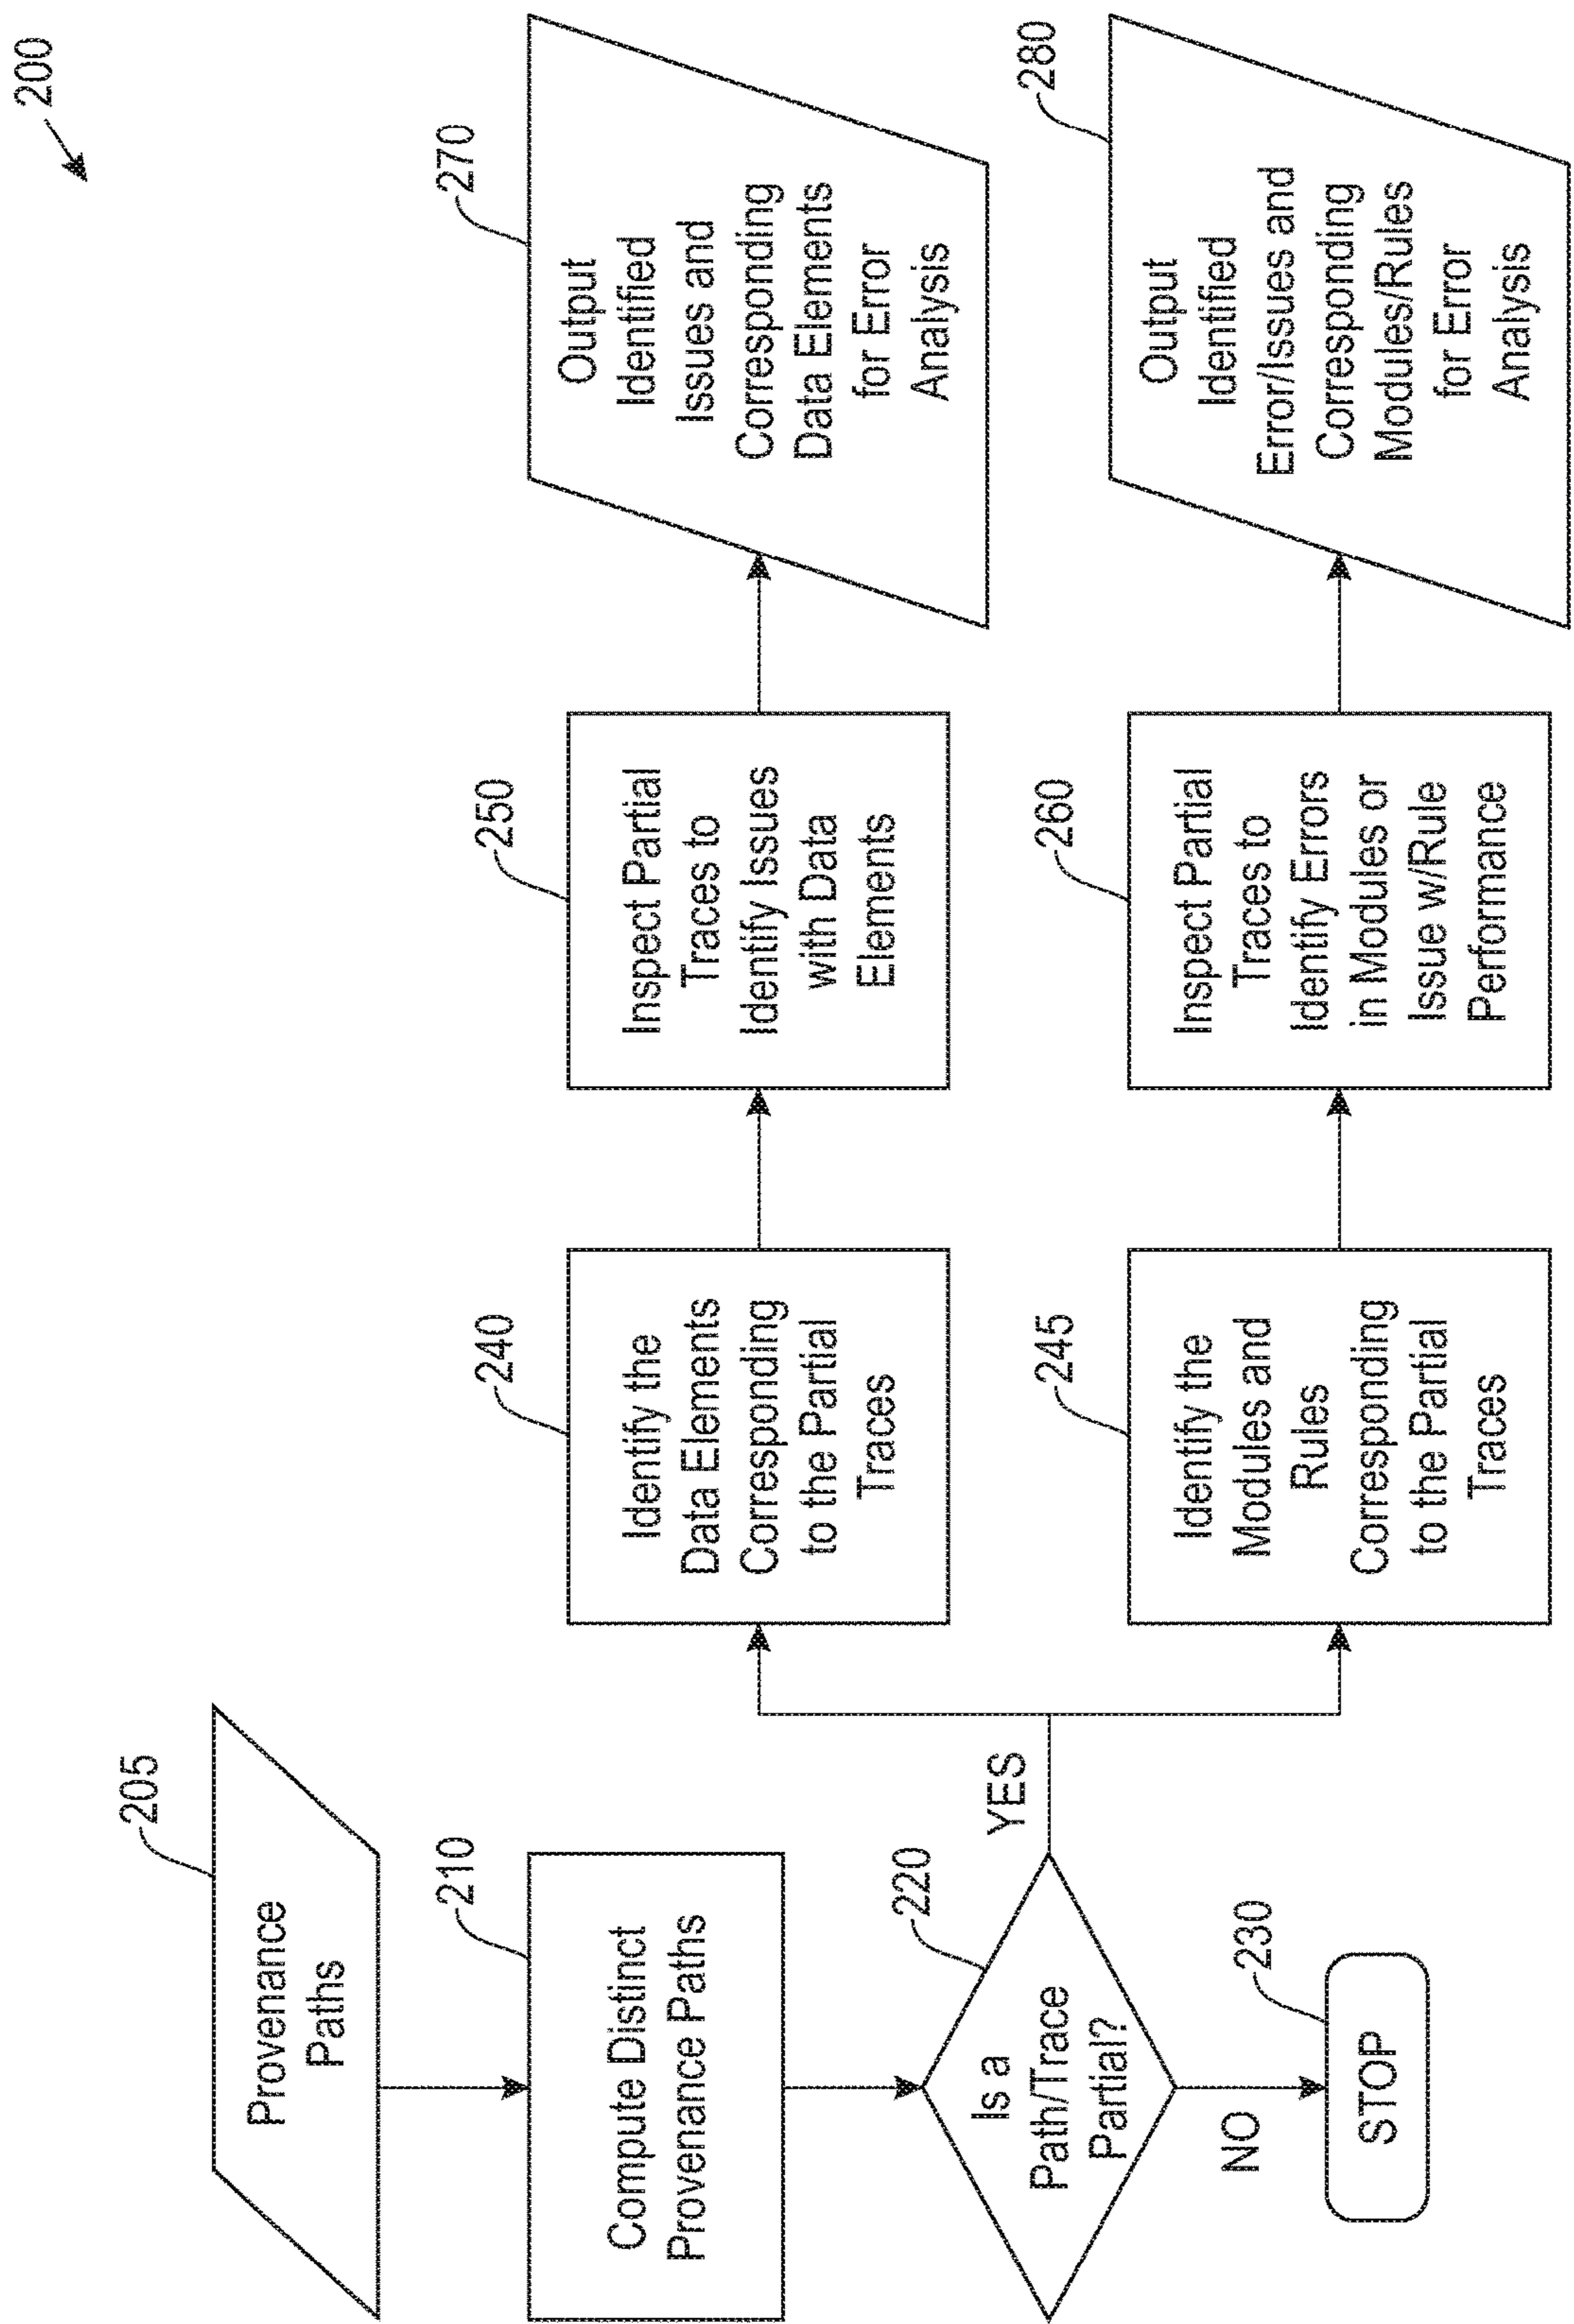 200
205
Provenance
Paths
210
Compute Distinct
Provenance Paths
220
Is a
Path/Trace
Partial?
YES
NO
230
STOP
240
Identify the
Data Elements
Corresponding
to the Partial
Traces
250
Inspect Partial
Traces to
Identify Issues
with Data
Elements
270
Output
Identified
Issues and
Corresponding
Data Elements
for Error
Analysis
245
Identify the
Modules and
Rules
Corresponding
to the Partial
Traces
260
Inspect Partial
Traces to
Identify Errors
in Modules or
Issue w/Rule
Performance
280
Output
Identified
Error/Issues and
Corresponding
Modules/Rules
for Error
Analysis